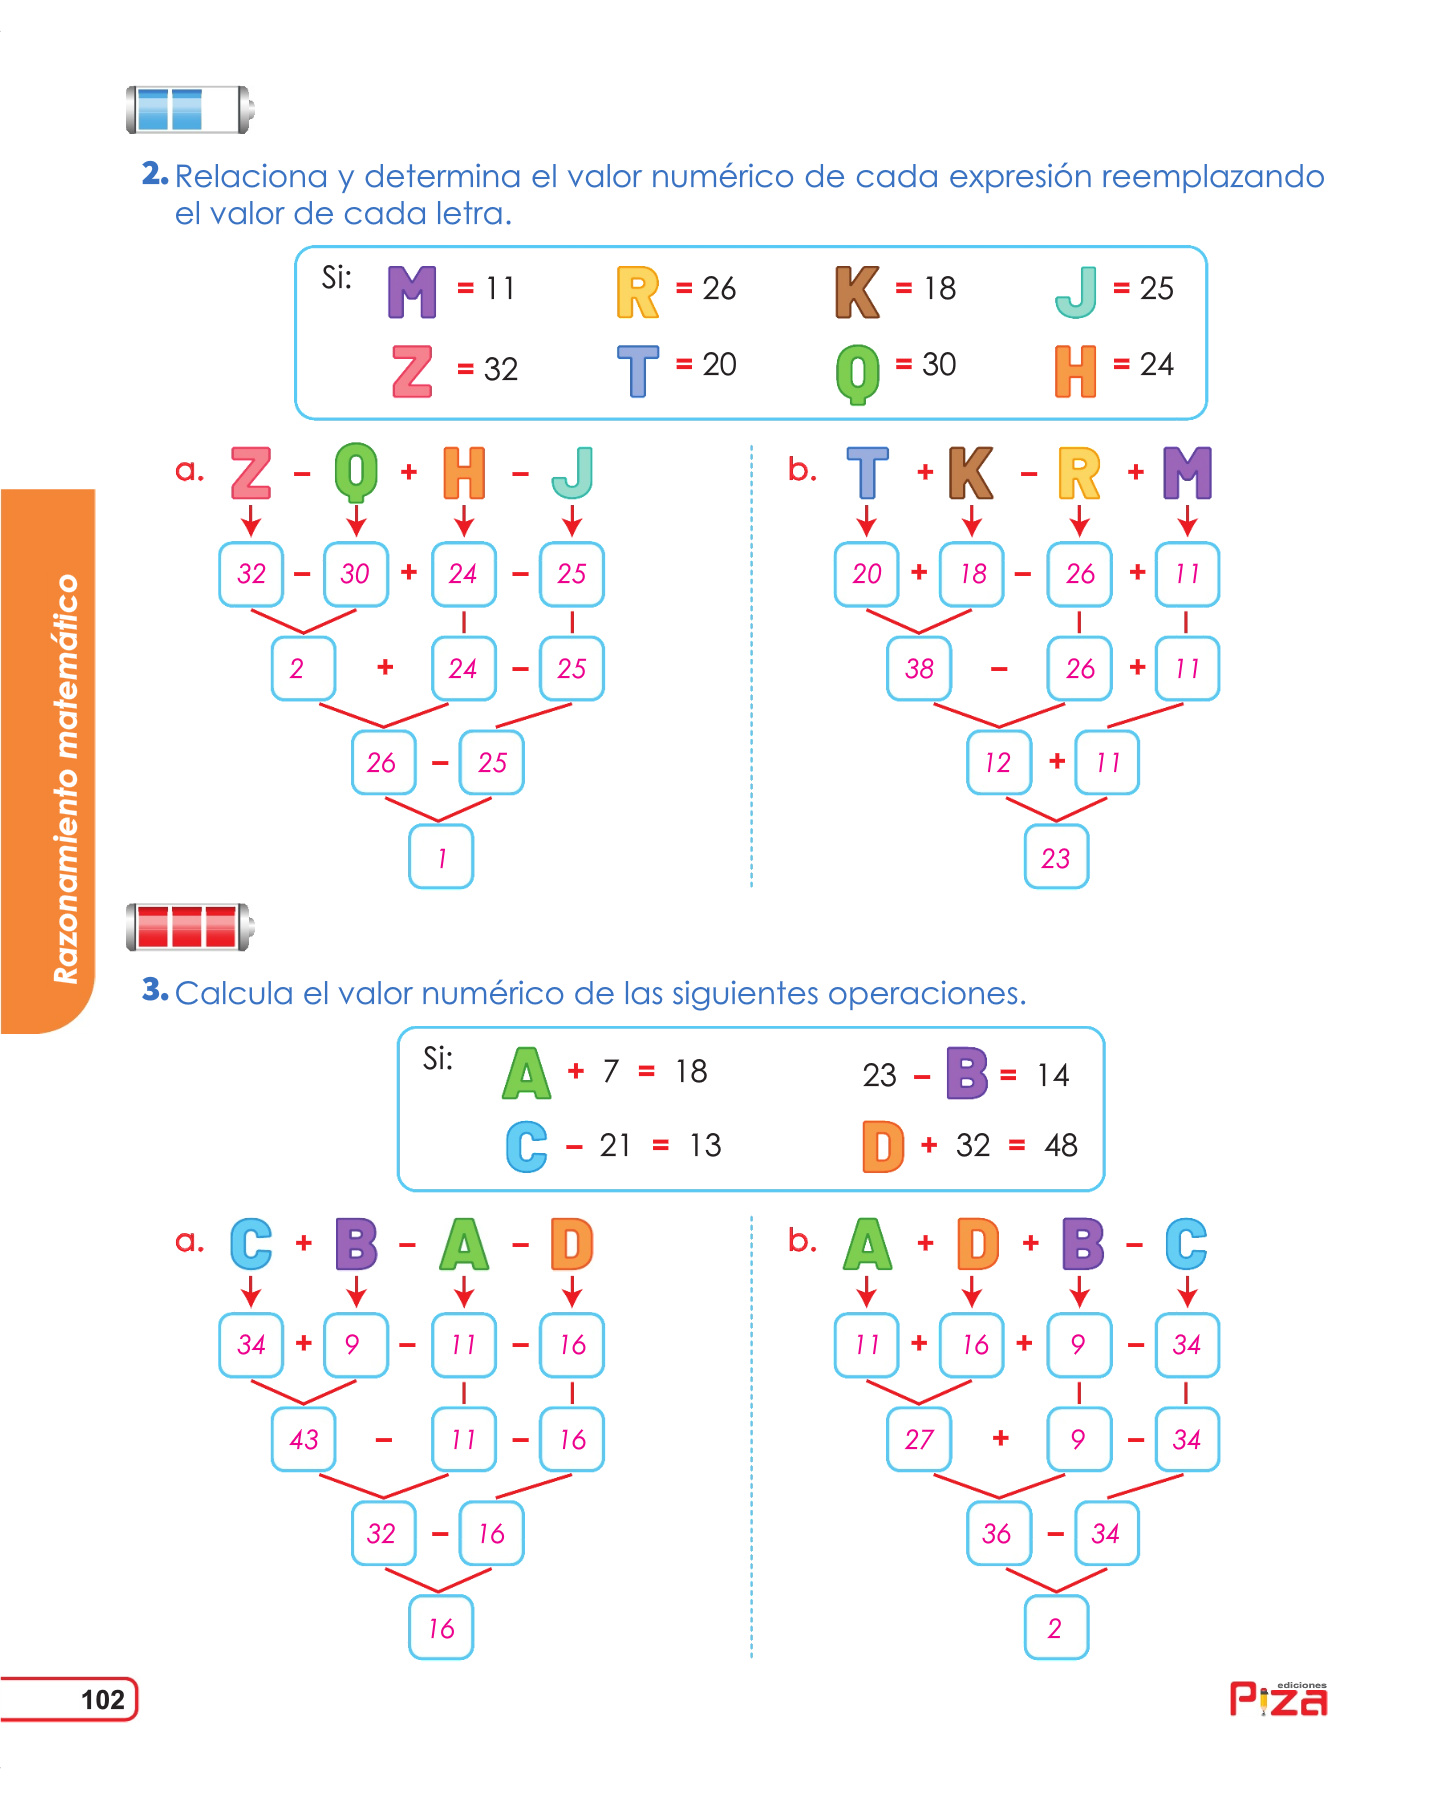 2. Relaciona y determina el valor numérico de cada expresión reemplazando
el valor de cada letra.
Si: M = 11 R = 26 K = 18 J = 25
Z = 32 T = 20 Q = 30 H = 24
a. Z – Q + H – J
32 – 30 + 24 – 25
2 + 24 – 25
26 – 25
1
b. T + K – R + M
20 + 18 – 26 + 11
38 – 26 + 11
12 + 11
23
Razonamiento matemático
3. Calcula el valor numérico de las siguientes operaciones.
Si: A + 7 = 18 23 – B = 14
C – 21 = 13 D + 32 = 48
a. C + B – A – D
34 + 9 – 11 – 16
43 – 11 – 16
32 – 16
16
b. A + D + B – C
11 + 16 + 9 – 34
27 + 9 – 34
36 – 34
2
102
ediciones
Piza